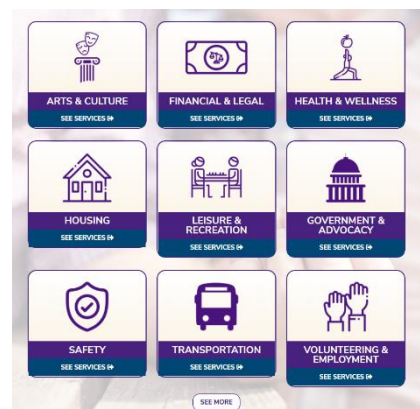 ARTS & CULTURE
SEE SERVICES
FINANCIAL & LEGAL
SEE SERVICES
HEALTH & WELLNESS
SEE SERVICES
HOUSING
SEE SERVICES
LEISURE &
RECREATION
SEE SERVICES
GOVERNMENT &
ADVOCACY
SEE SERVICES
SAFETY
SEE SERVICES
TRANSPORTATION
SEE SERVICES
VOLUNTEERING &
EMPLOYMENT
SEE SERVICES
SEE MORE